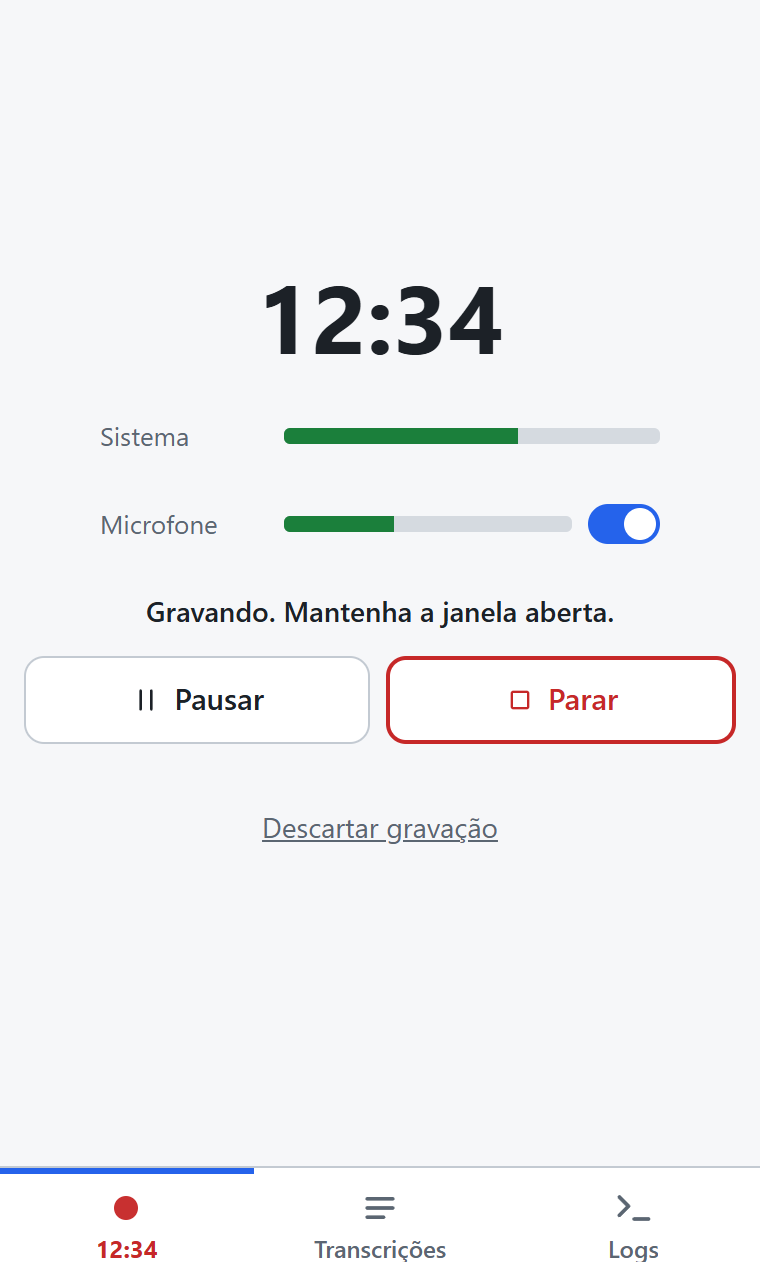 12:34
Sistema
Microfone
Gravando. Mantenha a janela aberta.
Pausar
Parar
Descartar gravação
12:34
Transcrições
Logs